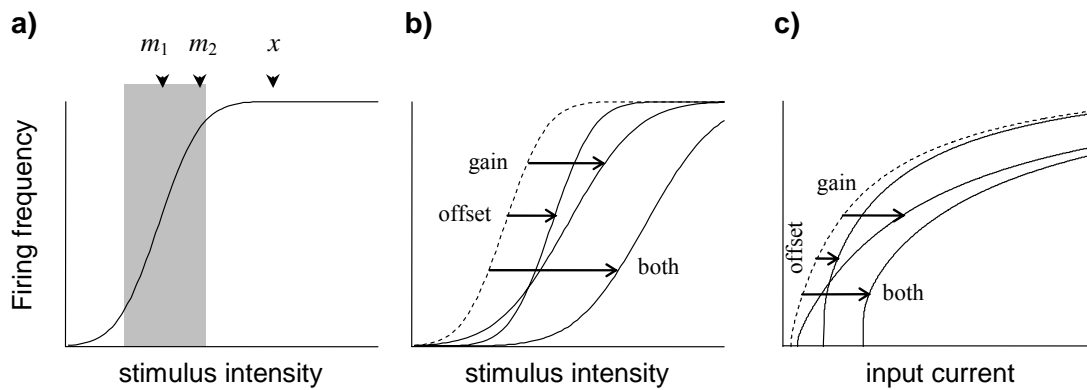 a)
m1 m2 x
Firing frequency
stimulus intensity
b)
gain
offset
both
stimulus intensity
c)
gain
offset
both
input current